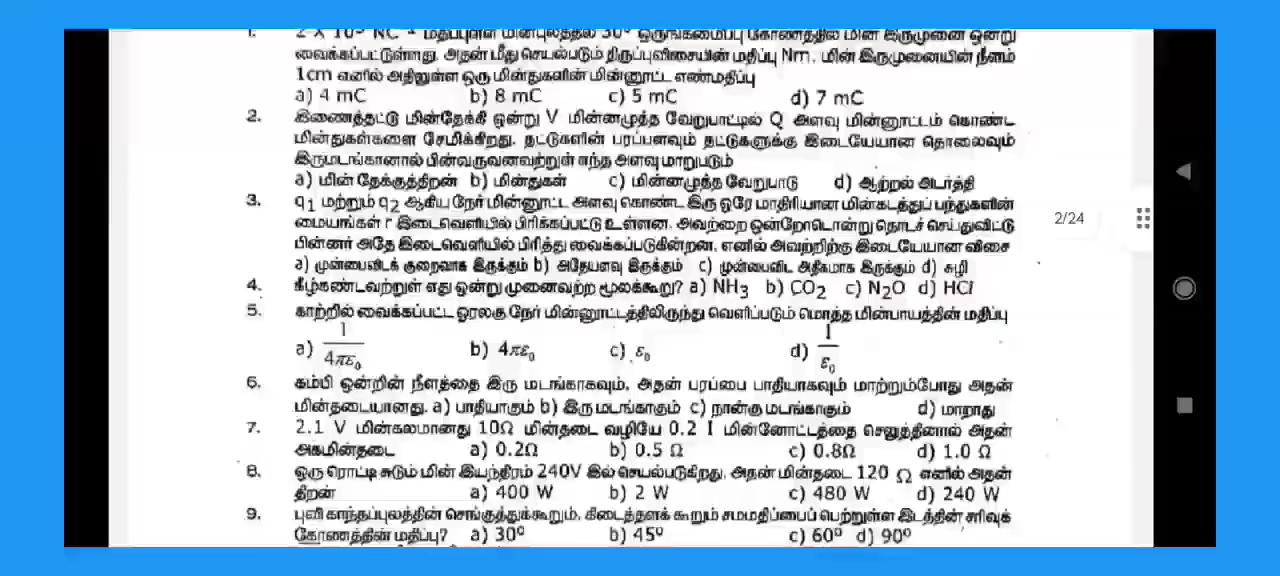 1. 2 X 10⁵ NC⁻¹ மதிப்புள்ள மின்புலத்தில் 30° ஒருங்கமைப்பு கோணத்தில் மின் இருமுனை ஒன்று
வைக்கப்பட்டுள்ளது. அதன் மீது செயல்படும் திருப்பு விசையின் மதிப்பு Nm. மின் இருமுனையின் நீளம்
1cm எனில் அதிலுள்ள ஒரு மின்துகளின் மின்னூட்ட எண்மதிப்பு
a) 4 mC b) 8 mC c) 5 mC d) 7 mC
2. இணைத்தட்டு மின்தேக்கி ஒன்று V மின்னழுத்த வேறுபாட்டில் Q அளவு மின்னூட்டம் கொண்ட
மின்துகள்களை சேமிக்கிறது. தட்டுகளின் பரப்பளவும் தட்டுகளுக்கு இடையேயான தொலைவும்
இருமடங்கானால் பின்வருவனவற்றுள் எந்த அளவு மாறுபடும்
a) மின் தேக்குத்திறன் b) மின்துகள் c) மின்னழுத்த வேறுபாடு d) ஆற்றல் அடர்த்தி
3. q₁ மற்றும் q₂ ஆகிய நேர் மின்னூட்ட அளவு கொண்ட இரு ஒரே மாதிரியான மின்கடத்துப் பந்துகளின்
மையங்கள் r இடைவெளியில் பிரிக்கப்பட்டு உள்ளன. அவற்றை ஒன்றோடொன்று தொடச் செய்துவிட்டு
பின்னர் அதே இடைவெளியில் பிரித்து வைக்கப்படுகின்றன, எனில் அவற்றிற்கு இடையேயான விசை
a) முன்பைவிடக் குறைவாக இருக்கும் b) அதேயளவு இருக்கும் c) முன்பைவிட அதிகமாக இருக்கும் d) சுழி
4. கீழ்கண்டவற்றுள் எது ஒன்று முனைவற்ற மூலக்கூறு? a) NH₃ b) CO₂ c) N₂O d) HCl
5. காற்றில் வைக்கப்பட்ட ஓரலகு நேர் மின்னூட்டத்திலிருந்து வெளிப்படும் மொத்த மின்பாயத்தின் மதிப்பு
a) 1/4πε₀ b) 4πε₀ c) ε₀ d) 1/ε₀
6. கம்பி ஒன்றின் நீளத்தை இரு மடங்காகவும், அதன் பரப்பை பாதியாகவும் மாற்றும்போது அதன்
மின்தடையானது. a) பாதியாகும் b) இரு மடங்காகும் c) நான்கு மடங்காகும் d) மாறாது
7. 2.1 V மின்கலமானது 10Ω மின்தடை வழியே 0.2 I மின்னோட்டத்தை செலுத்தினால் அதன்
அகமின்தடை a) 0.2Ω b) 0.5 Ω c) 0.8Ω d) 1.0 Ω
8. ஒரு ரொட்டி சுடும் மின் இயந்திரம் 240V இல் செயல்படுகிறது, அதன் மின்தடை 120 Ω எனில் அதன்
திறன் a) 400 W b) 2 W c) 480 W d) 240 W
9. புவி காந்தப்புலத்தின் செங்குத்துக்கூறும், கிடைத்தளக் கூறும் சமமதிப்பைப் பெற்றுள்ள இடத்தின் சரிவுக்
கோணத்தின் மதிப்பு? a) 30° b) 45° c) 60° d) 90°
2/24